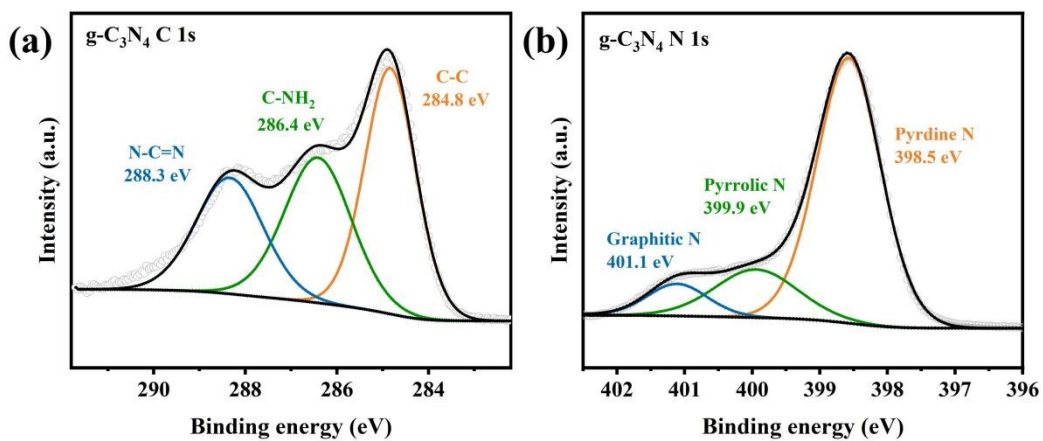 (a)
g-C₃N₄ C 1s
C-C
284.8 eV
C-NH₂
286.4 eV
N-C=N
288.3 eV
Intensity (a.u.)
290
288
286
284
Binding energy (eV)
(b)
g-C₃N₄ N 1s
Pyrdine N
398.5 eV
Pyrrolic N
399.9 eV
Graphitic N
401.1 eV
Intensity (a.u.)
402
401
400
399
398
397
396
Binding energy (eV)